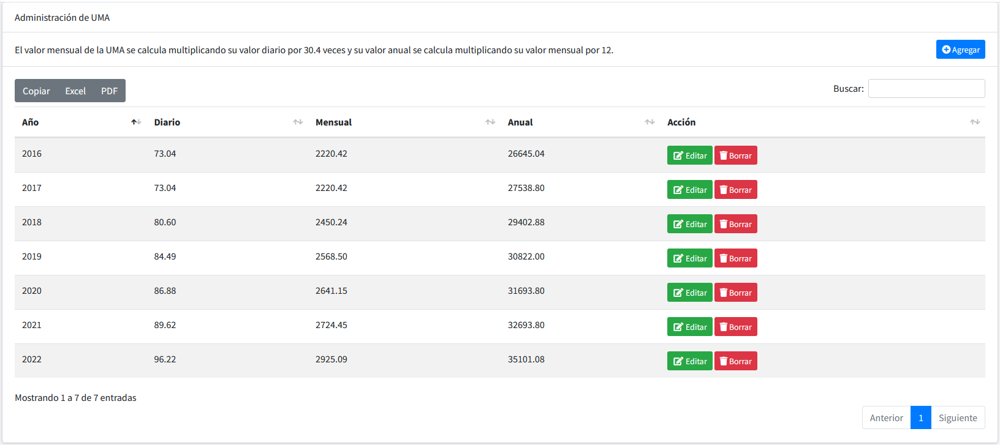 Administración de UMA
El valor mensual de la UMA se calcula multiplicando su valor diario por 30.4 veces y su valor anual se calcula multiplicando su valor mensual por 12.
Agregar
Copiar Excel PDF
Buscar:
Año Diario Mensual Anual Acción
2016 73.04 2220.42 26645.04 Editar Borrar
2017 73.04 2220.42 27538.80 Editar Borrar
2018 80.60 2450.24 29402.88 Editar Borrar
2019 84.49 2568.50 30822.00 Editar Borrar
2020 86.88 2641.15 31693.80 Editar Borrar
2021 89.62 2724.45 32693.80 Editar Borrar
2022 96.22 2925.09 35101.08 Editar Borrar
Mostrando 1 a 7 de 7 entradas
Anterior 1 Siguiente